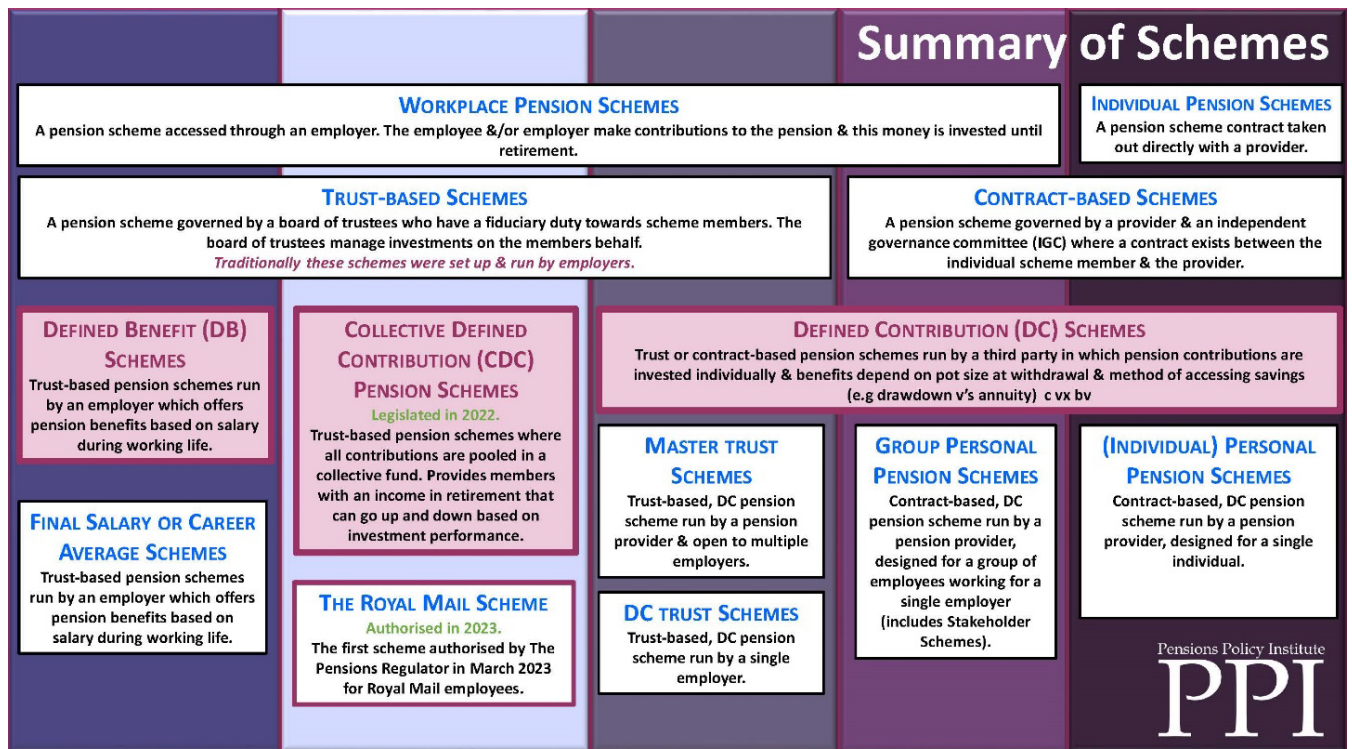 Summary of Schemes
WORKPLACE PENSION SCHEMES
A pension scheme accessed through an employer. The employee &/or employer make contributions to the pension & this money is invested until
retirement.
INDIVIDUAL PENSION SCHEMES
A pension scheme contract taken
out directly with a provider.
TRUST-BASED SCHEMES
A pension scheme governed by a board of trustees who have a fiduciary duty towards scheme members. The
board of trustees manage investments on the members behalf.
Traditionally these schemes were set up & run by employers.
CONTRACT-BASED SCHEMES
A pension scheme governed by a provider & an independent
governance committee (IGC) where a contract exists between the
individual scheme member & the provider.
DEFINED BENEFIT (DB)
SCHEMES
Trust-based pension schemes run
by an employer which offers
pension benefits based on salary
during working life.
FINAL SALARY OR CAREER
AVERAGE SCHEMES
Trust-based pension schemes
run by an employer which offers
pension benefits based on
salary during working life.
COLLECTIVE DEFINED
CONTRIBUTION (CDC)
PENSION SCHEMES
Legislated in 2022.
Trust-based pension schemes where
all contributions are pooled in a
collective fund. Provides members
with an income in retirement that
can go up and down based on
investment performance.
THE ROYAL MAIL SCHEME
Authorised in 2023.
The first scheme authorised by The
Pensions Regulator in March 2023
for Royal Mail employees.
DEFINED CONTRIBUTION (DC) SCHEMES
Trust or contract-based pension schemes run by a third party in which pension contributions are
invested individually & benefits depend on pot size at withdrawal & method of accessing savings
(e.g drawdown v's annuity) c vx bv
MASTER TRUST
SCHEMES
Trust-based, DC pension
scheme run by a pension
provider & open to multiple
employers.
DC TRUST SCHEMES
Trust-based, DC pension
scheme run by a single
employer.
GROUP PERSONAL
PENSION SCHEMES
Contract-based, DC
pension scheme run by a
pension provider,
designed for a group of
employees working for a
single employer
(includes Stakeholder
Schemes).
(INDIVIDUAL) PERSONAL
PENSION SCHEMES
Contract-based, DC pension
scheme run by a pension
provider, designed for a single
individual.
Pensions Policy Institute
PPI